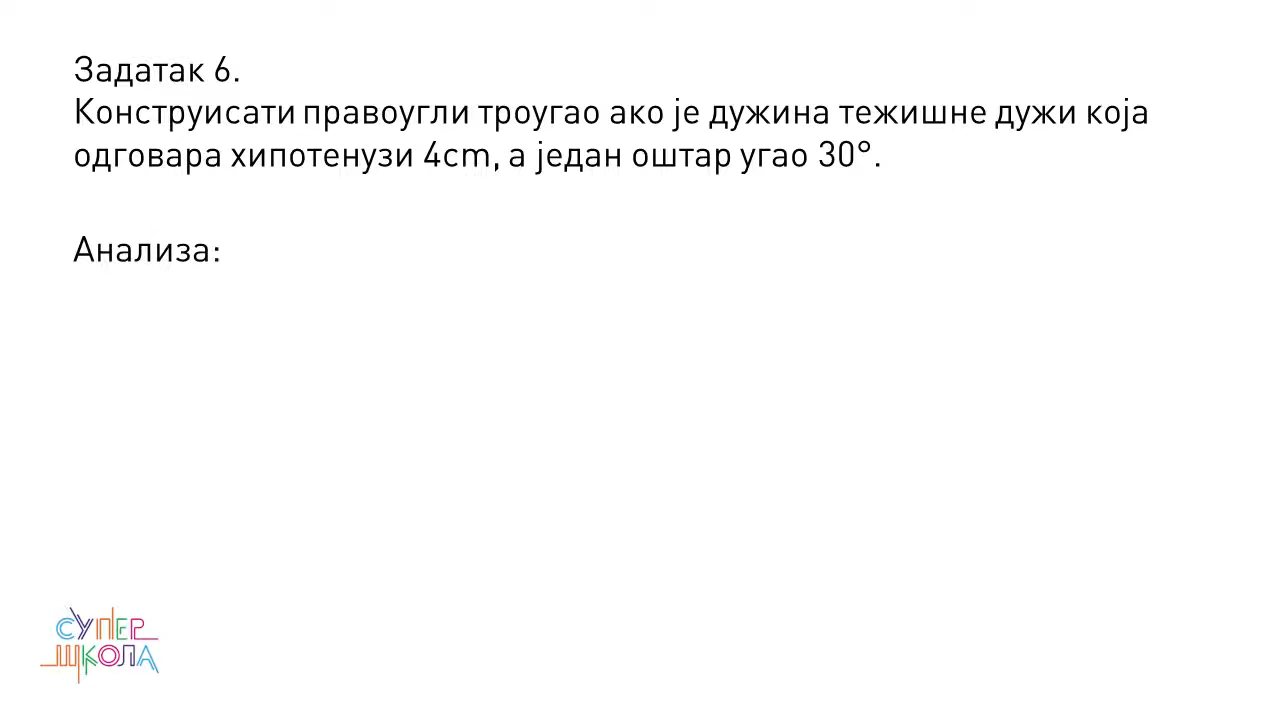 Задатак 6.
Конструисати правоугли троугао ако је дужина тежишне дужи која
одговара хипотенузи 4cm, а један оштар угао 30°.
Анализа:
СУПЕР
ШКОЛА